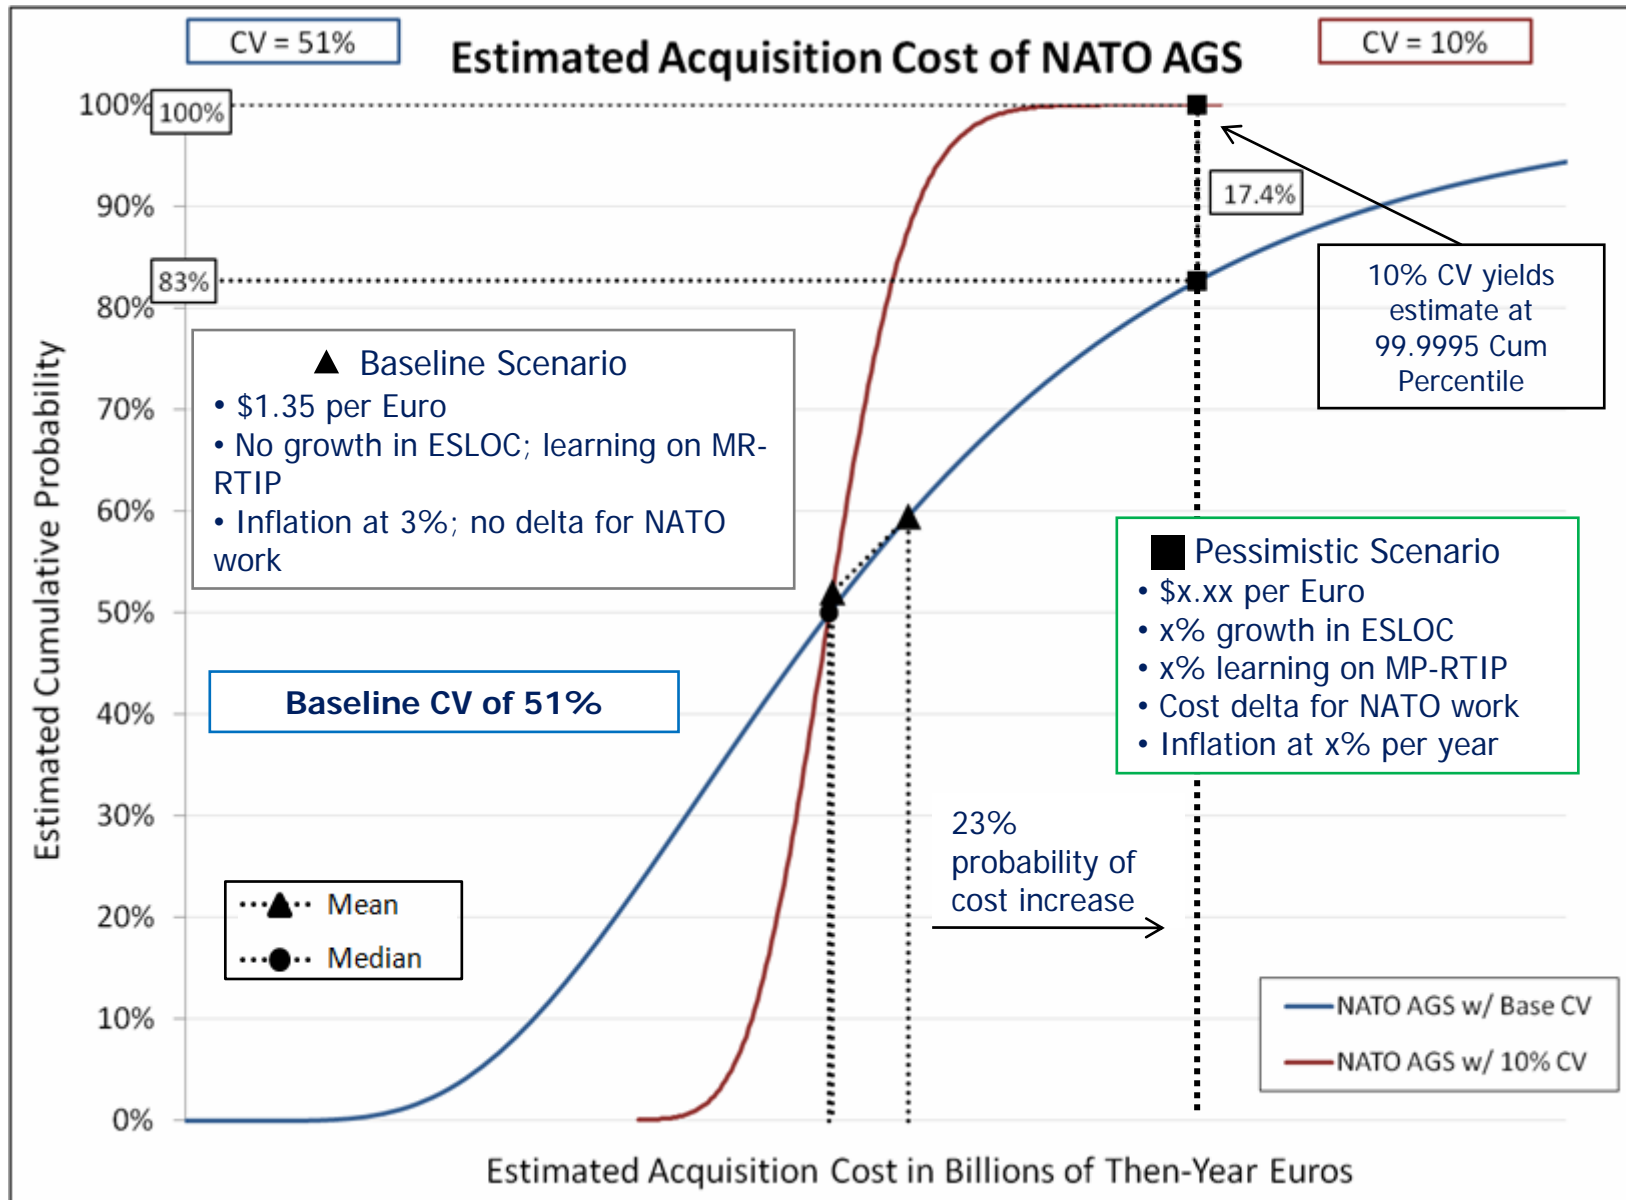 CV = 51%
Estimated Acquisition Cost of NATO AGS
CV = 10%
100%
100%
90%
83%
80%
70%
60%
50%
40%
30%
20%
10%
0%
Estimated Cumulative Probability
17.4%
10% CV yields
estimate at
99.9995 Cum
Percentile
Baseline Scenario
• $1.35 per Euro
• No growth in ESLOC; learning on MR-
RTIP
• Inflation at 3%; no delta for NATO
work
Pessimistic Scenario
• $x.xx per Euro
• x% growth in ESLOC
• x% learning on MP-RTIP
• Cost delta for NATO work
• Inflation at x% per year
Baseline CV of 51%
23%
probability of
cost increase
Mean
Median
NATO AGS w/ Base CV
NATO AGS w/ 10% CV
Estimated Acquisition Cost in Billions of Then-Year Euros